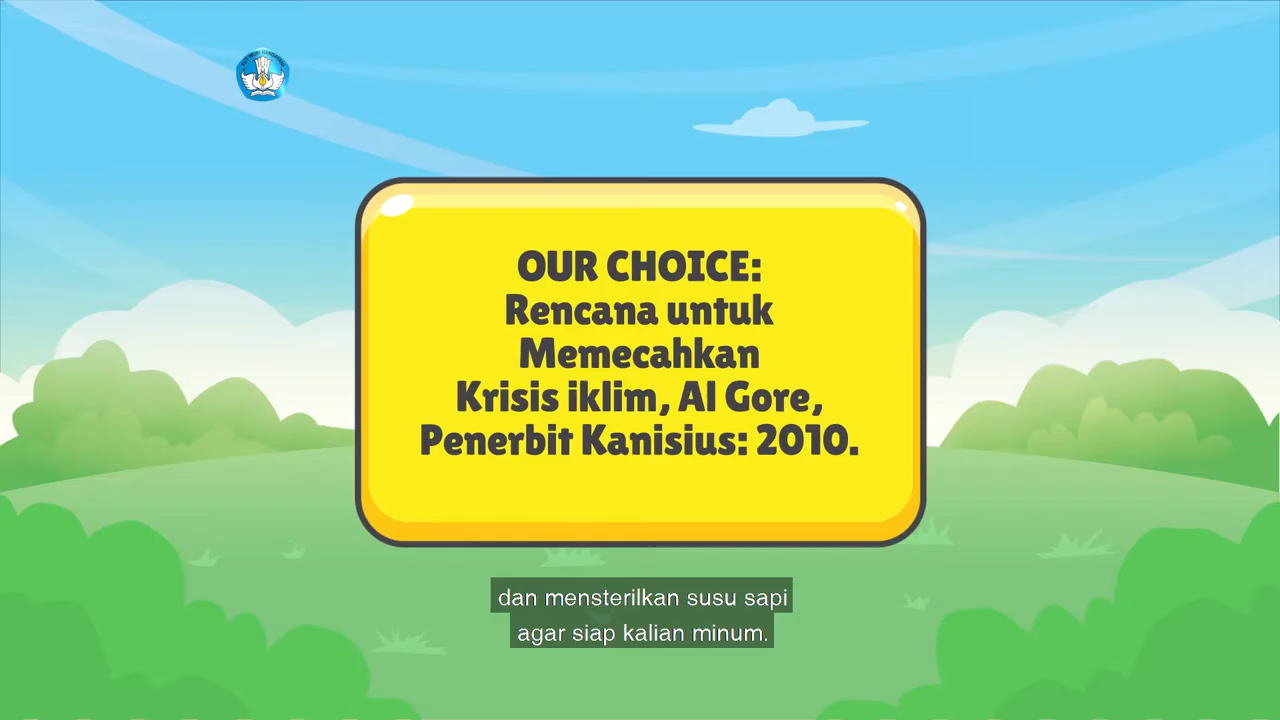 OUR CHOICE:
Rencana untuk
Memecahkan
Krisis iklim, Al Gore,
Penerbit Kanisius: 2010.
dan mensterilkan susu sapi
agar siap kalian minum.